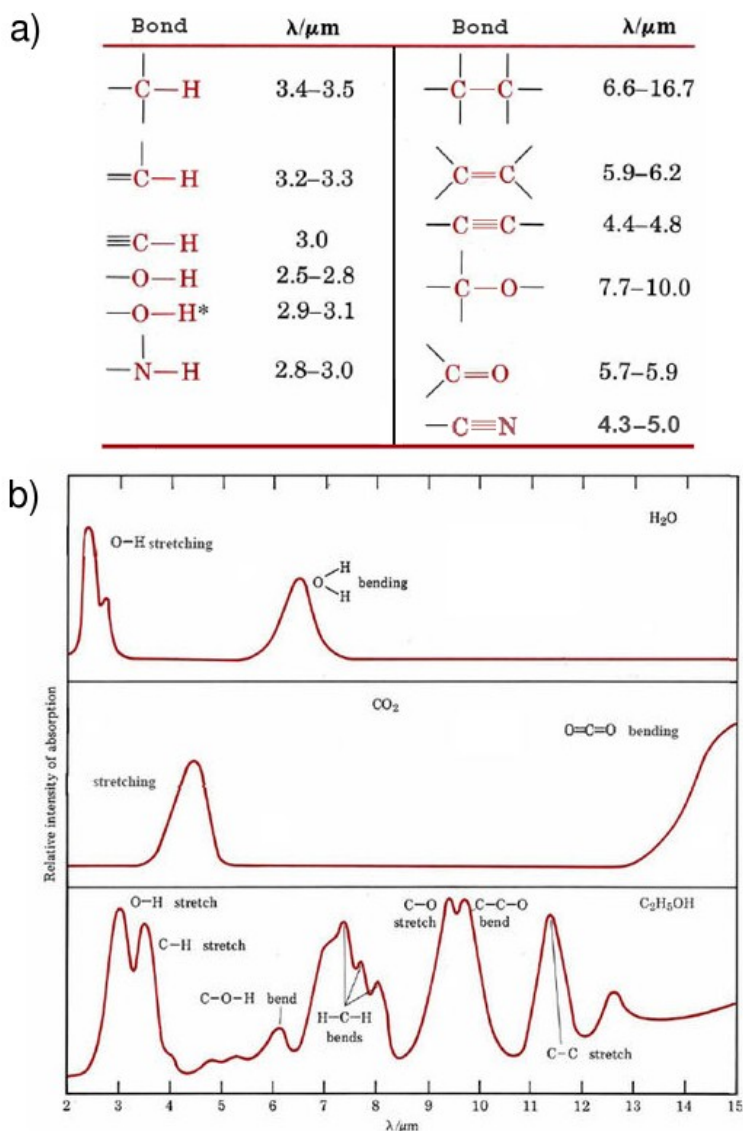 a)
Bond λ/μm Bond λ/μm
—C—H 3.4–3.5 —C—C— 6.6–16.7
=C—H 3.2–3.3 C=C 5.9–6.2
≡C—H 3.0 —C≡C— 4.4–4.8
—O—H 2.5–2.8 —C—O— 7.7–10.0
—O—H* 2.9–3.1
—N—H 2.8–3.0 C=O 5.7–5.9
—C≡N 4.3–5.0
b)
H₂O
O—H stretching
O H H bending
CO₂
O=C=O bending
stretching
Relative intensity of absorption
C₂H₅OH
O—H stretch
C—H stretch
C—O stretch
C—C—O bend
C—O—H bend
H—C—H bends
C—C stretch
2 3 4 5 6 7 8 9 10 11 12 13 14 15
λ/μm